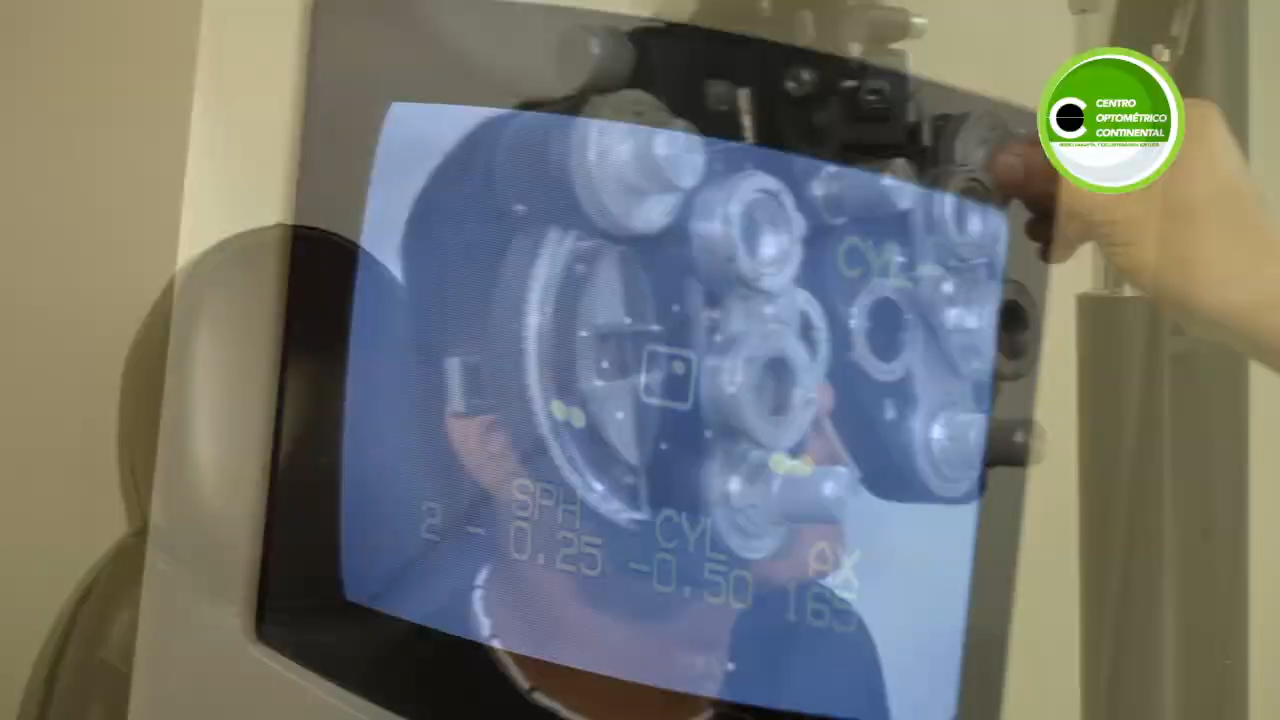 CENTRO
OPTOMÉTRICO
CONTINENTAL
CYL -
SPH CYL AX
2 - 0.25 -0.50 165